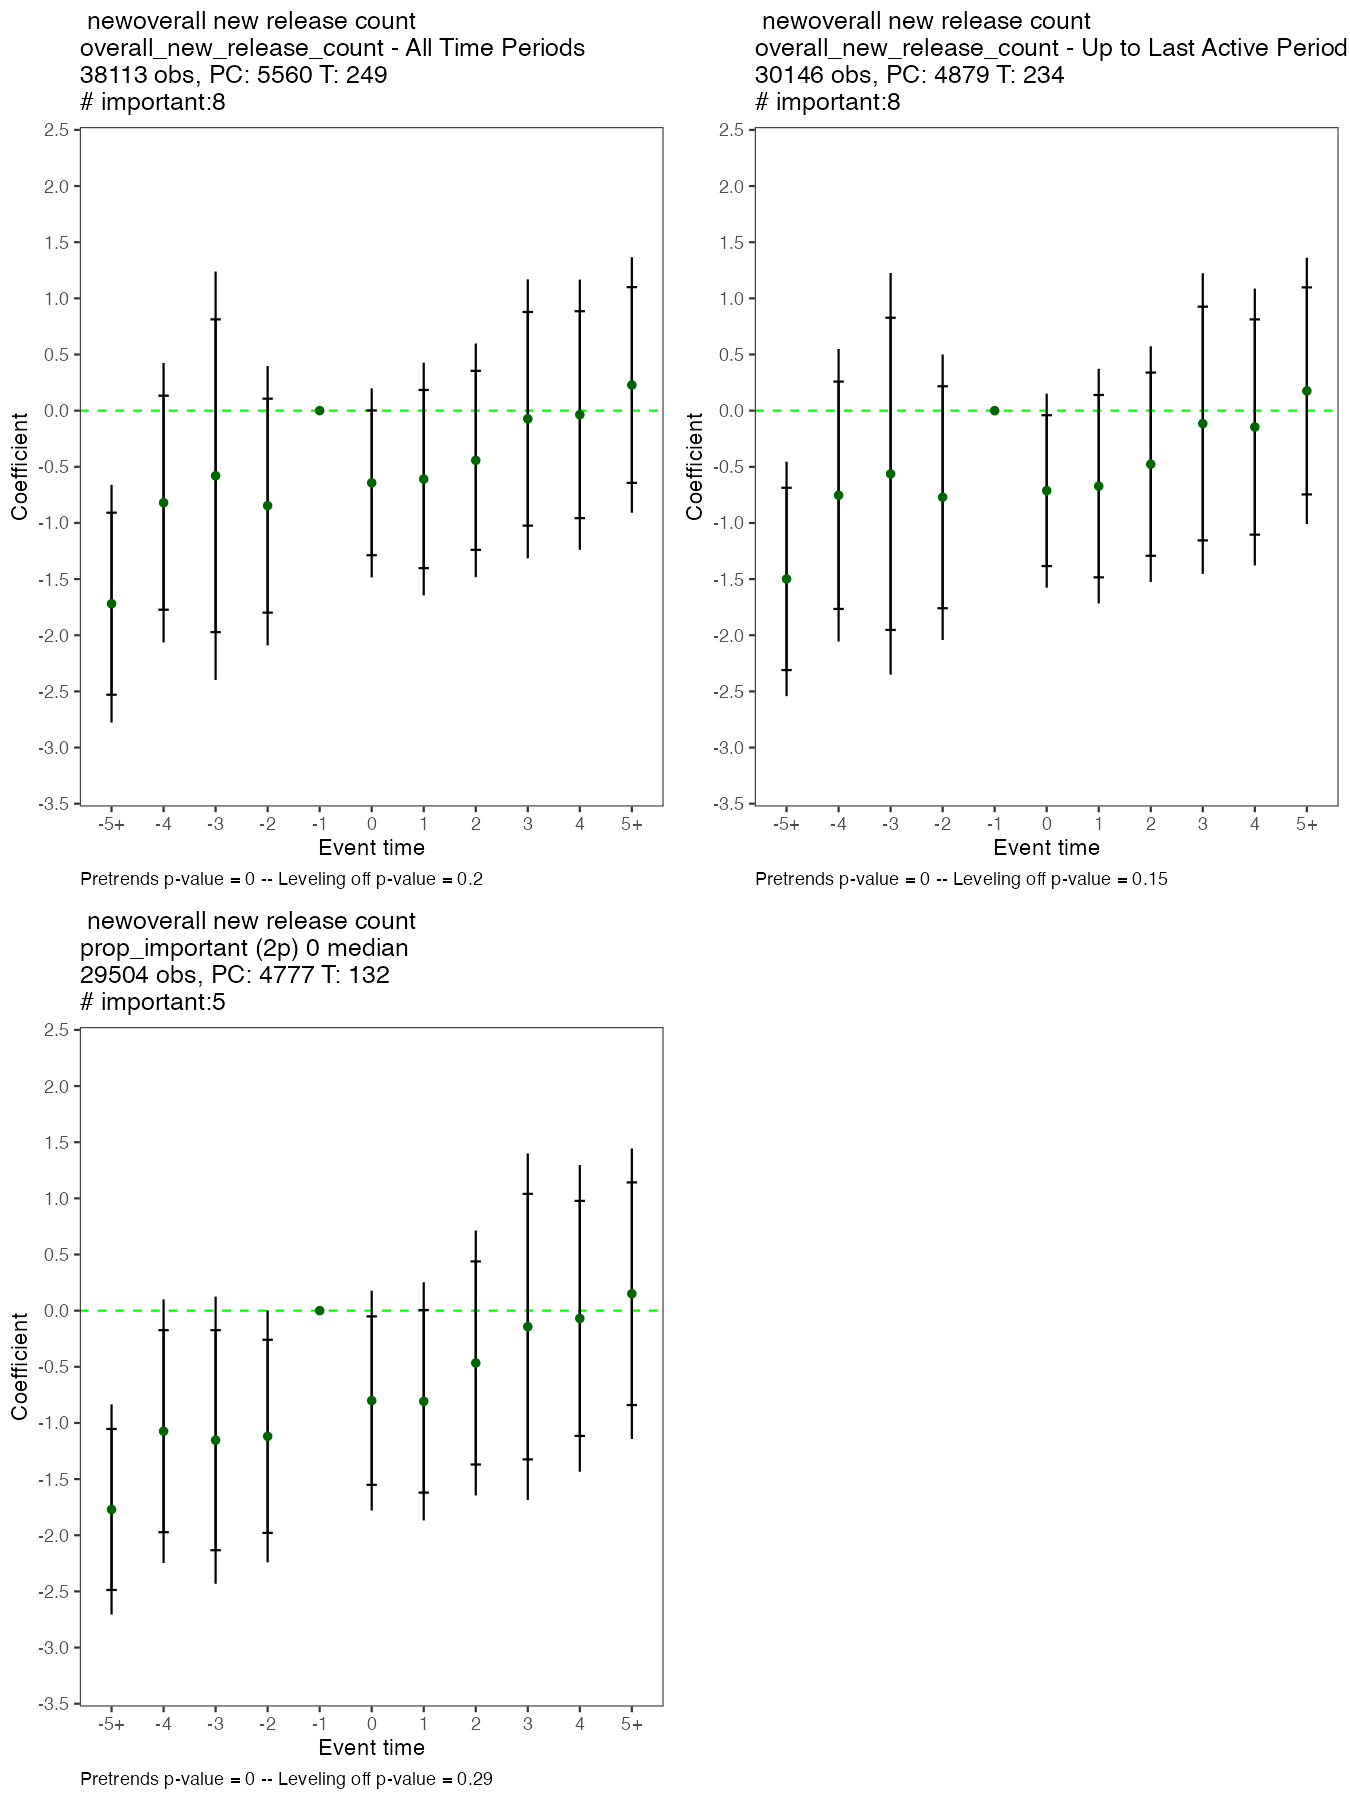 newoverall new release count
overall_new_release_count - All Time Periods
38113 obs, PC: 5560 T: 249
# important:8
2.5
2.0
1.5
1.0
0.5
0.0
-0.5
-1.0
-1.5
-2.0
-2.5
-3.0
-3.5
Coefficient
-5+ -4 -3 -2 -1 0 1 2 3 4 5+
Event time
Pretrends p-value = 0 -- Leveling off p-value = 0.2
newoverall new release count
overall_new_release_count - Up to Last Active Period
30146 obs, PC: 4879 T: 234
# important:8
2.5
2.0
1.5
1.0
0.5
0.0
-0.5
-1.0
-1.5
-2.0
-2.5
-3.0
-3.5
Coefficient
-5+ -4 -3 -2 -1 0 1 2 3 4 5+
Event time
Pretrends p-value = 0 -- Leveling off p-value = 0.15
newoverall new release count
prop_important (2p) 0 median
29504 obs, PC: 4777 T: 132
# important:5
2.5
2.0
1.5
1.0
0.5
0.0
-0.5
-1.0
-1.5
-2.0
-2.5
-3.0
-3.5
Coefficient
-5+ -4 -3 -2 -1 0 1 2 3 4 5+
Event time
Pretrends p-value = 0 -- Leveling off p-value = 0.29